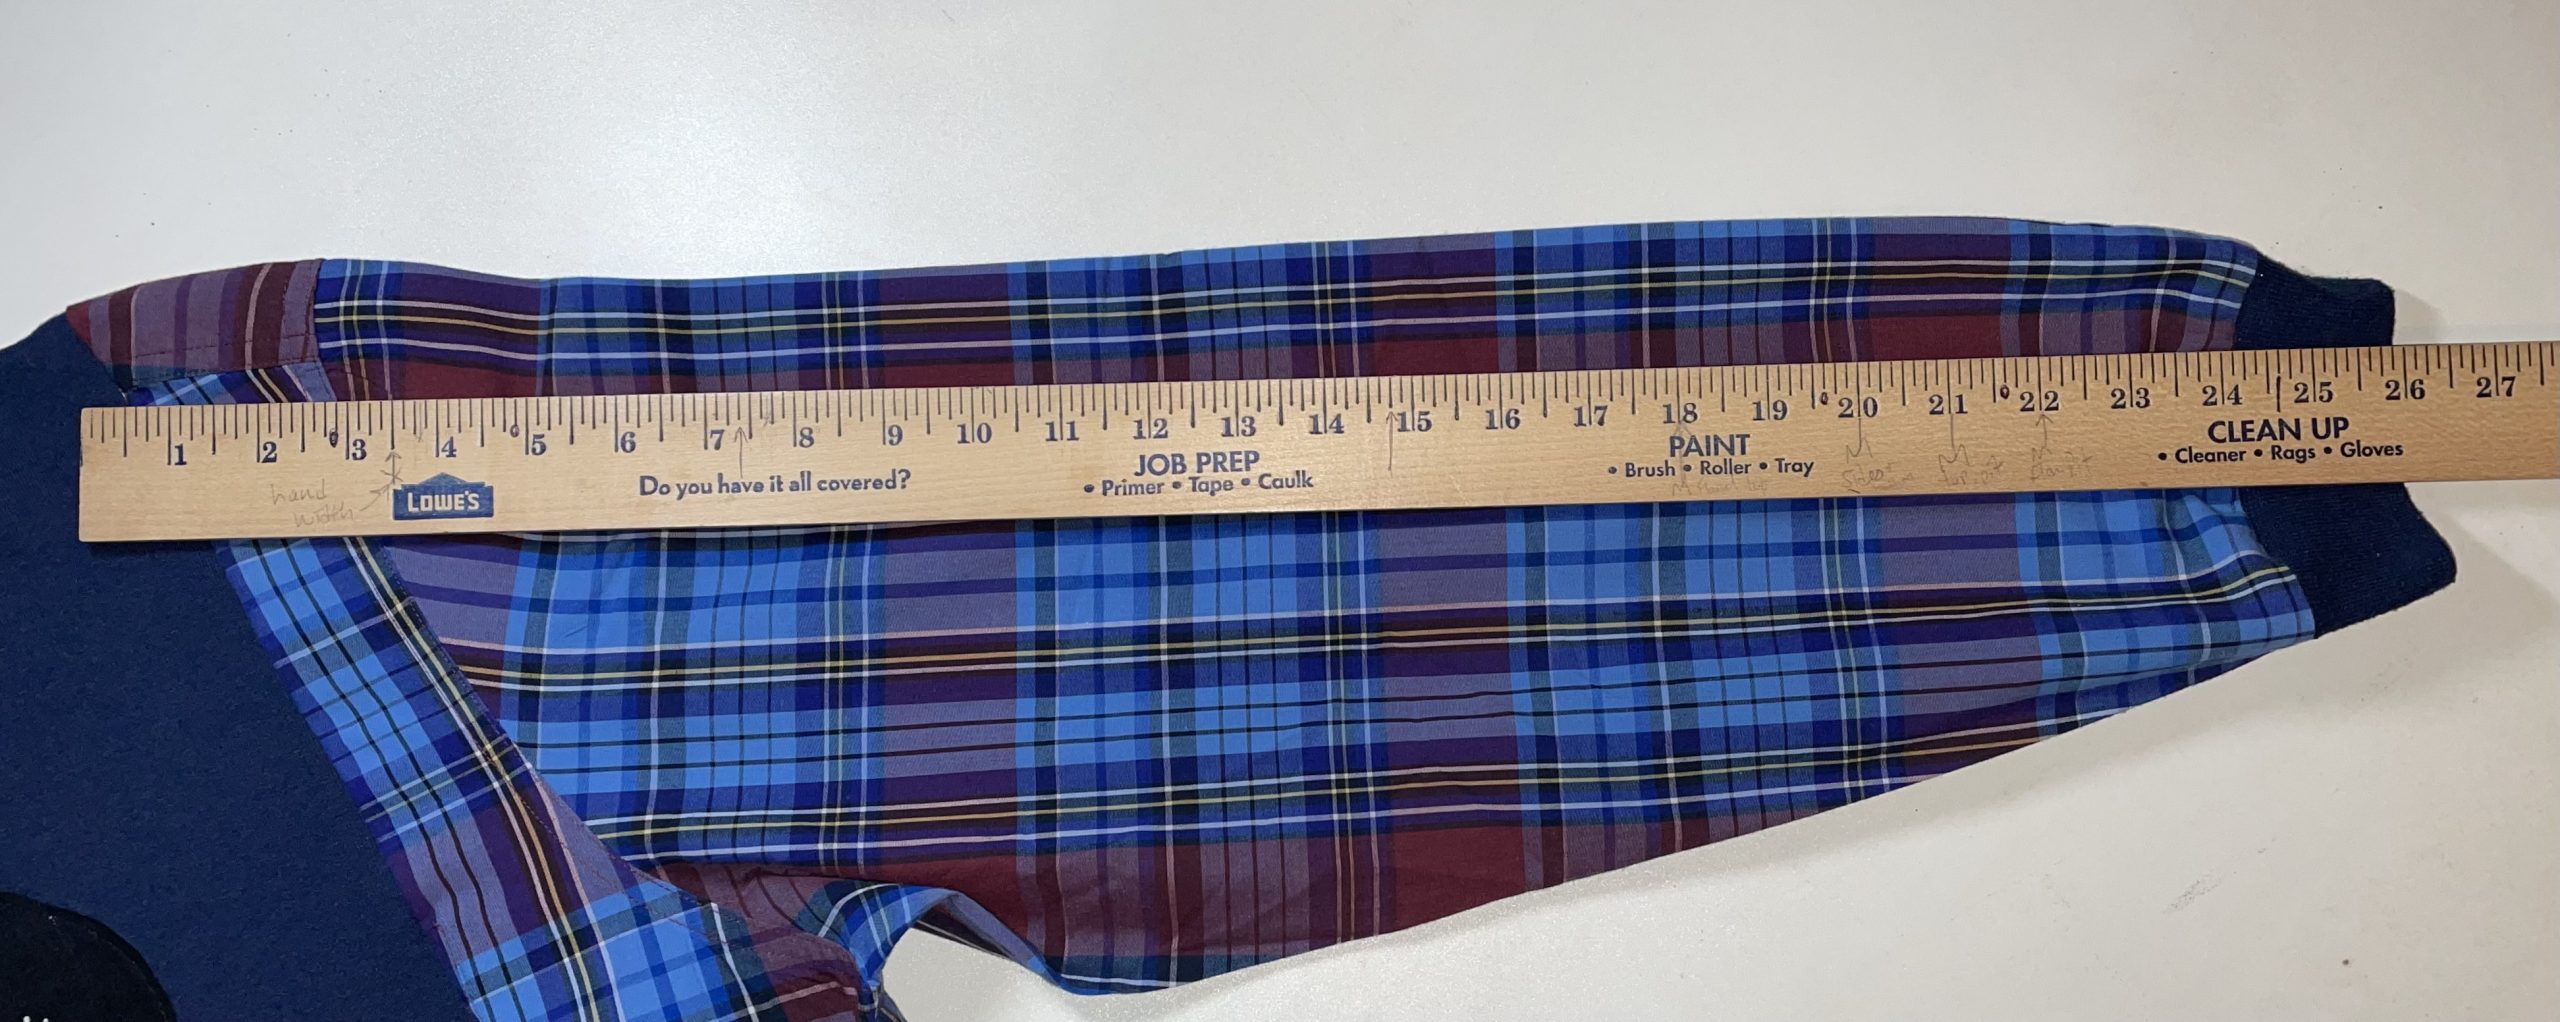 1 2 3 4 5 6 7 8 9 10 11 12 13 14 15 16 17 18 19 20 21 22 23 24 25 26 27
hand
width
LOWE'S
Do you have it all covered?
JOB PREP
• Primer • Tape • Caulk
PAINT
• Brush • Roller • Tray
CLEAN UP
• Cleaner • Rags • Gloves